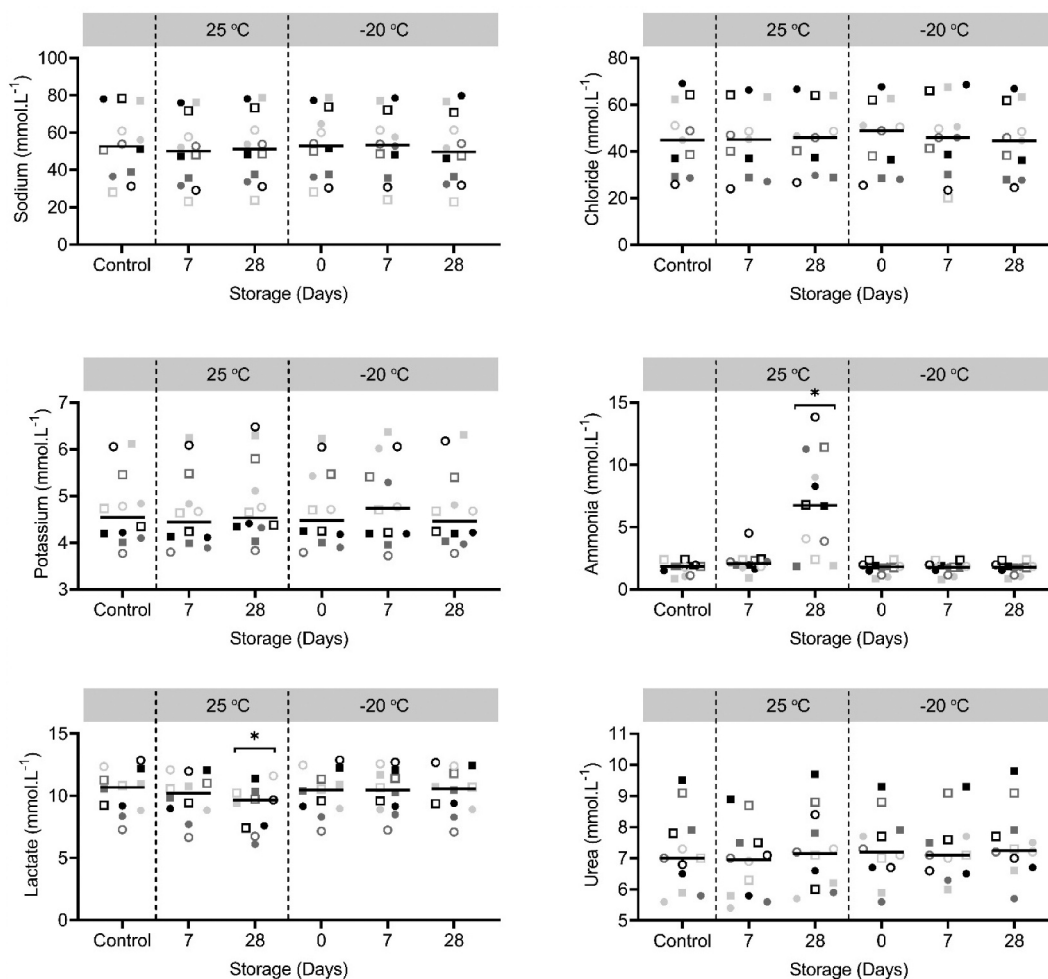 25 °C -20 °C
Sodium (mmol.L⁻¹)
100
80
60
40
20
0
Control 7 28 0 7 28
Storage (Days)
25 °C -20 °C
Chloride (mmol.L⁻¹)
80
60
40
20
0
Control 7 28 0 7 28
Storage (Days)
25 °C -20 °C
Potassium (mmol.L⁻¹)
7
6
5
4
3
Control 7 28 0 7 28
Storage (Days)
25 °C -20 °C
*
Ammonia (mmol.L⁻¹)
15
10
5
0
Control 7 28 0 7 28
Storage (Days)
25 °C -20 °C
*
Lactate (mmol.L⁻¹)
15
10
5
0
Control 7 28 0 7 28
Storage (Days)
25 °C -20 °C
Urea (mmol.L⁻¹)
11
10
9
8
7
6
5
Control 7 28 0 7 28
Storage (Days)